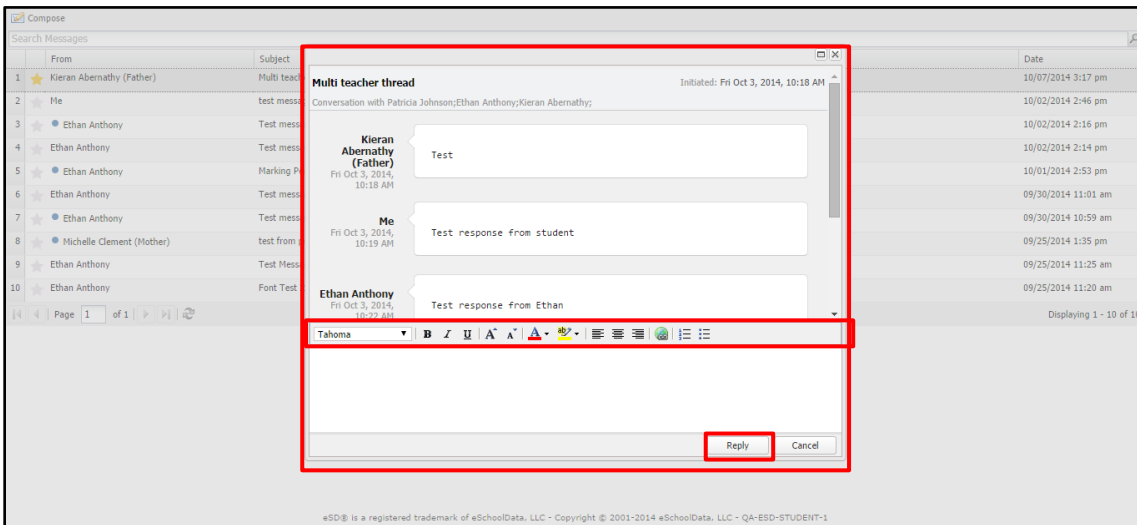 Compose
Search Messages
From Subject Date
1 Kieran Abernathy (Father) Multi teach 10/07/2014 3:17 pm
2 Me test messa 10/02/2014 2:46 pm
3 Ethan Anthony Test mess 10/02/2014 2:16 pm
4 Ethan Anthony Test mess 10/02/2014 2:14 pm
5 Ethan Anthony Marking P 10/01/2014 2:53 pm
6 Ethan Anthony Test mess 09/30/2014 11:01 am
7 Ethan Anthony Test mess 09/30/2014 10:59 am
8 Michelle Clement (Mother) test from 09/25/2014 1:35 pm
9 Ethan Anthony Test Mess 09/25/2014 11:25 am
10 Ethan Anthony Font Test 09/25/2014 11:20 am
Page 1 of 1 Displaying 1 - 10 of 10
Multi teacher thread Initiated: Fri Oct 3, 2014, 10:18 AM
Conversation with Patricia Johnson;Ethan Anthony;Kieran Abernathy;
Kieran
Abernathy
(Father)
Fri Oct 3, 2014,
10:18 AM
Test
Me
Fri Oct 3, 2014,
10:19 AM
Test response from student
Ethan Anthony
Fri Oct 3, 2014,
10:22 AM
Test response from Ethan
Tahoma B I U A A A ab
Reply Cancel
eSD® is a registered trademark of eSchoolData, LLC - Copyright © 2001-2014 eSchoolData, LLC - QA-ESD-STUDENT-1